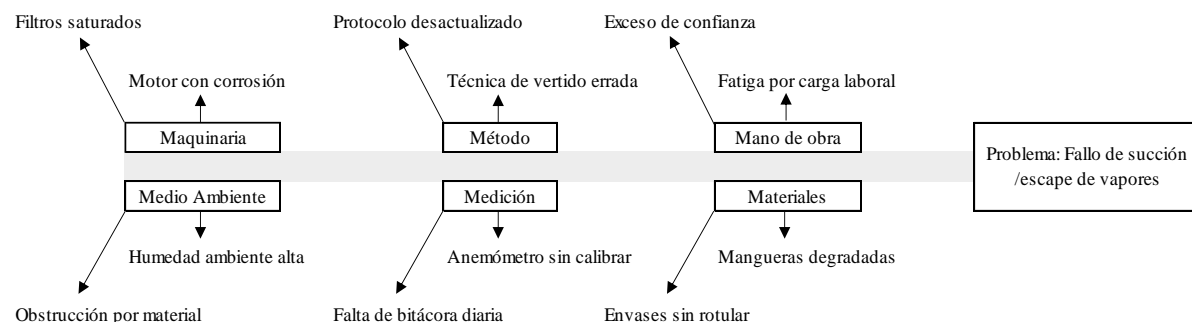 Filtros saturados
Protocolo desactualizado
Exceso de confianza
Motor con corrosión
Técnica de vertido errada
Fatiga por carga laboral
Maquinaria
Método
Mano de obra
Problema: Fallo de succión
/escape de vapores
Medio Ambiente
Medición
Materiales
Humedad ambiente alta
Anemómetro sin calibrar
Mangueras degradadas
Obstrucción por material
Falta de bitácora diaria
Envases sin rotular